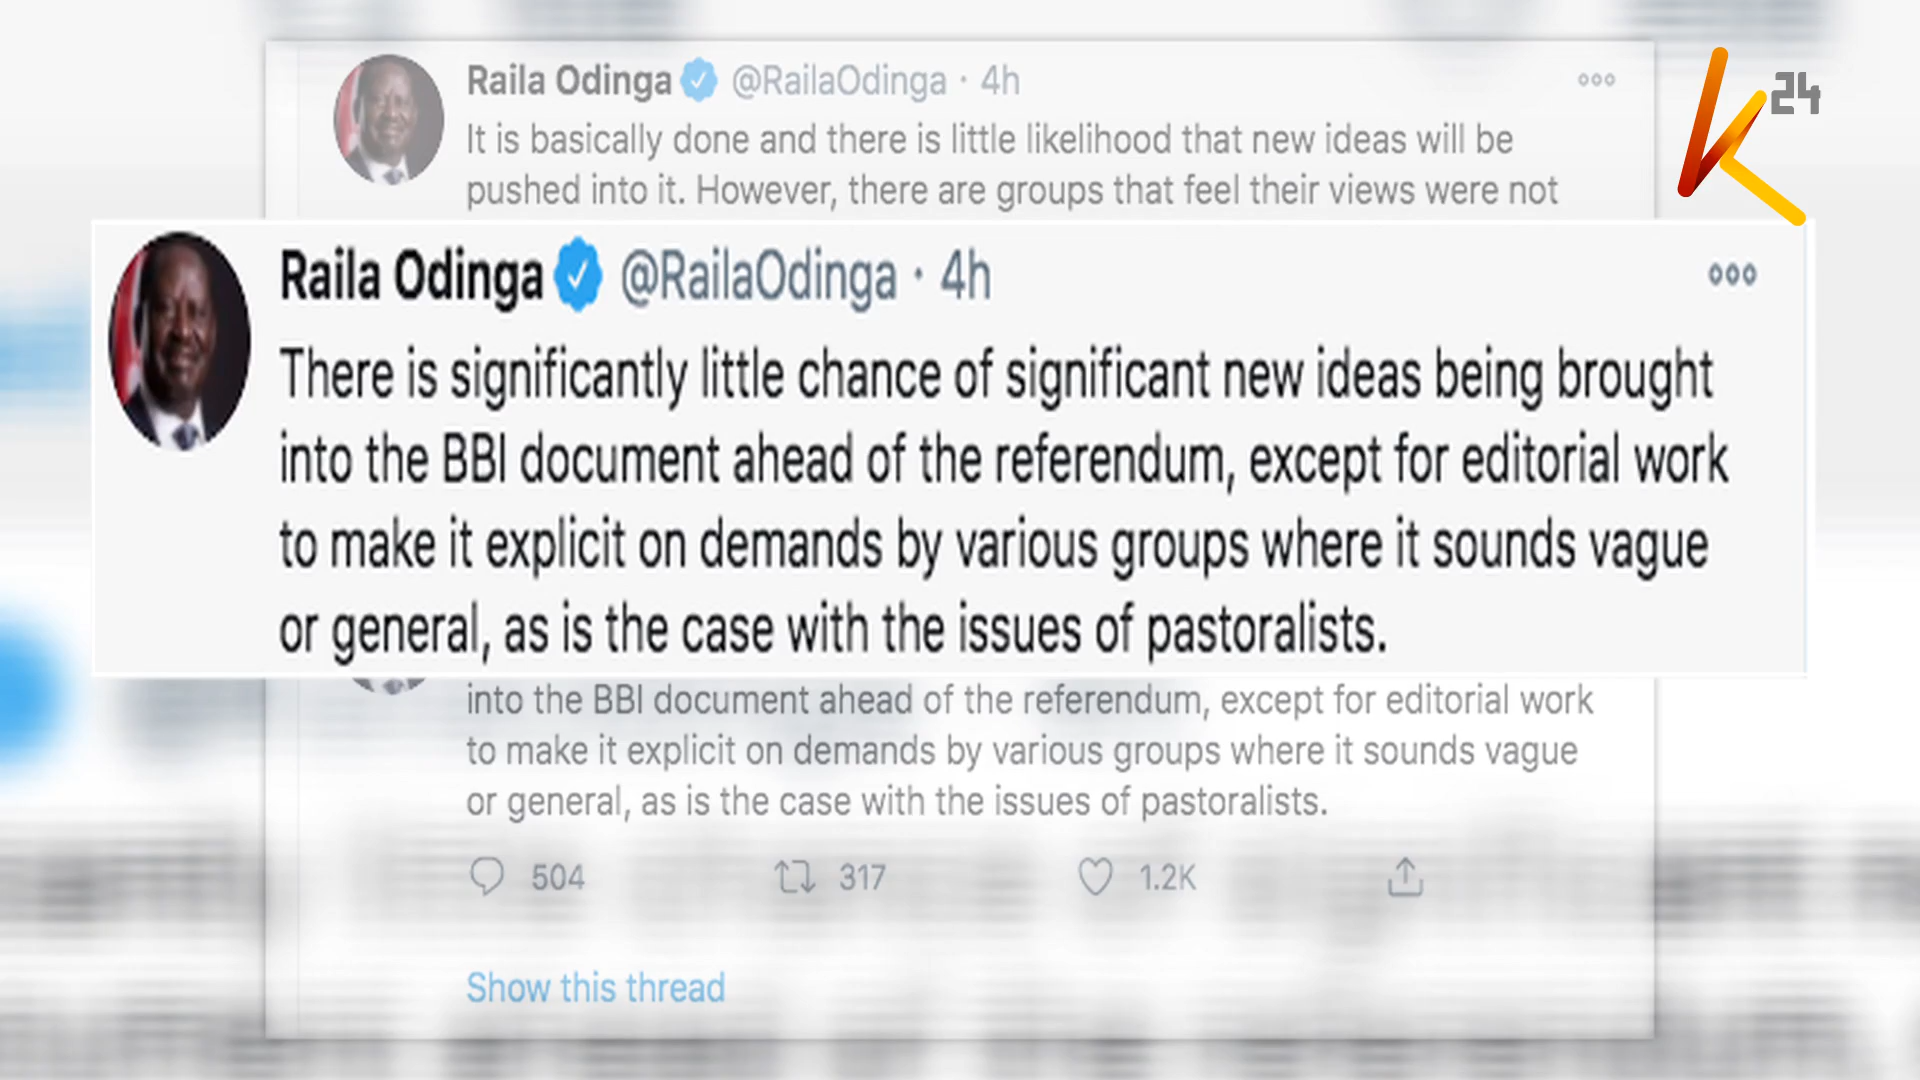 Raila Odinga @RailaOdinga · 4h
It is basically done and there is little likelihood that new ideas will be
pushed into it. However, there are groups that feel their views were not
K24
Raila Odinga @RailaOdinga · 4h
There is significantly little chance of significant new ideas being brought
into the BBI document ahead of the referendum, except for editorial work
to make it explicit on demands by various groups where it sounds vague
or general, as is the case with the issues of pastoralists.
into the BBI document ahead of the referendum, except for editorial work
to make it explicit on demands by various groups where it sounds vague
or general, as is the case with the issues of pastoralists.
504 317 1.2K
Show this thread